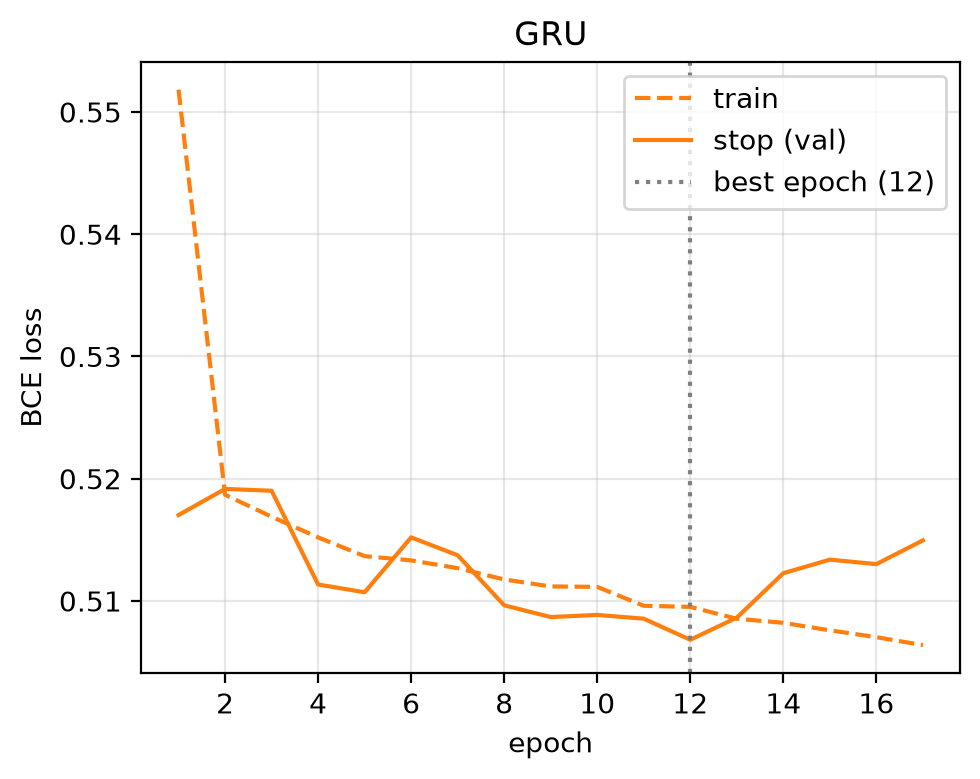 GRU
train
stop (val)
best epoch (12)
BCE loss
0.55
0.54
0.53
0.52
0.51
2 4 6 8 10 12 14 16
epoch